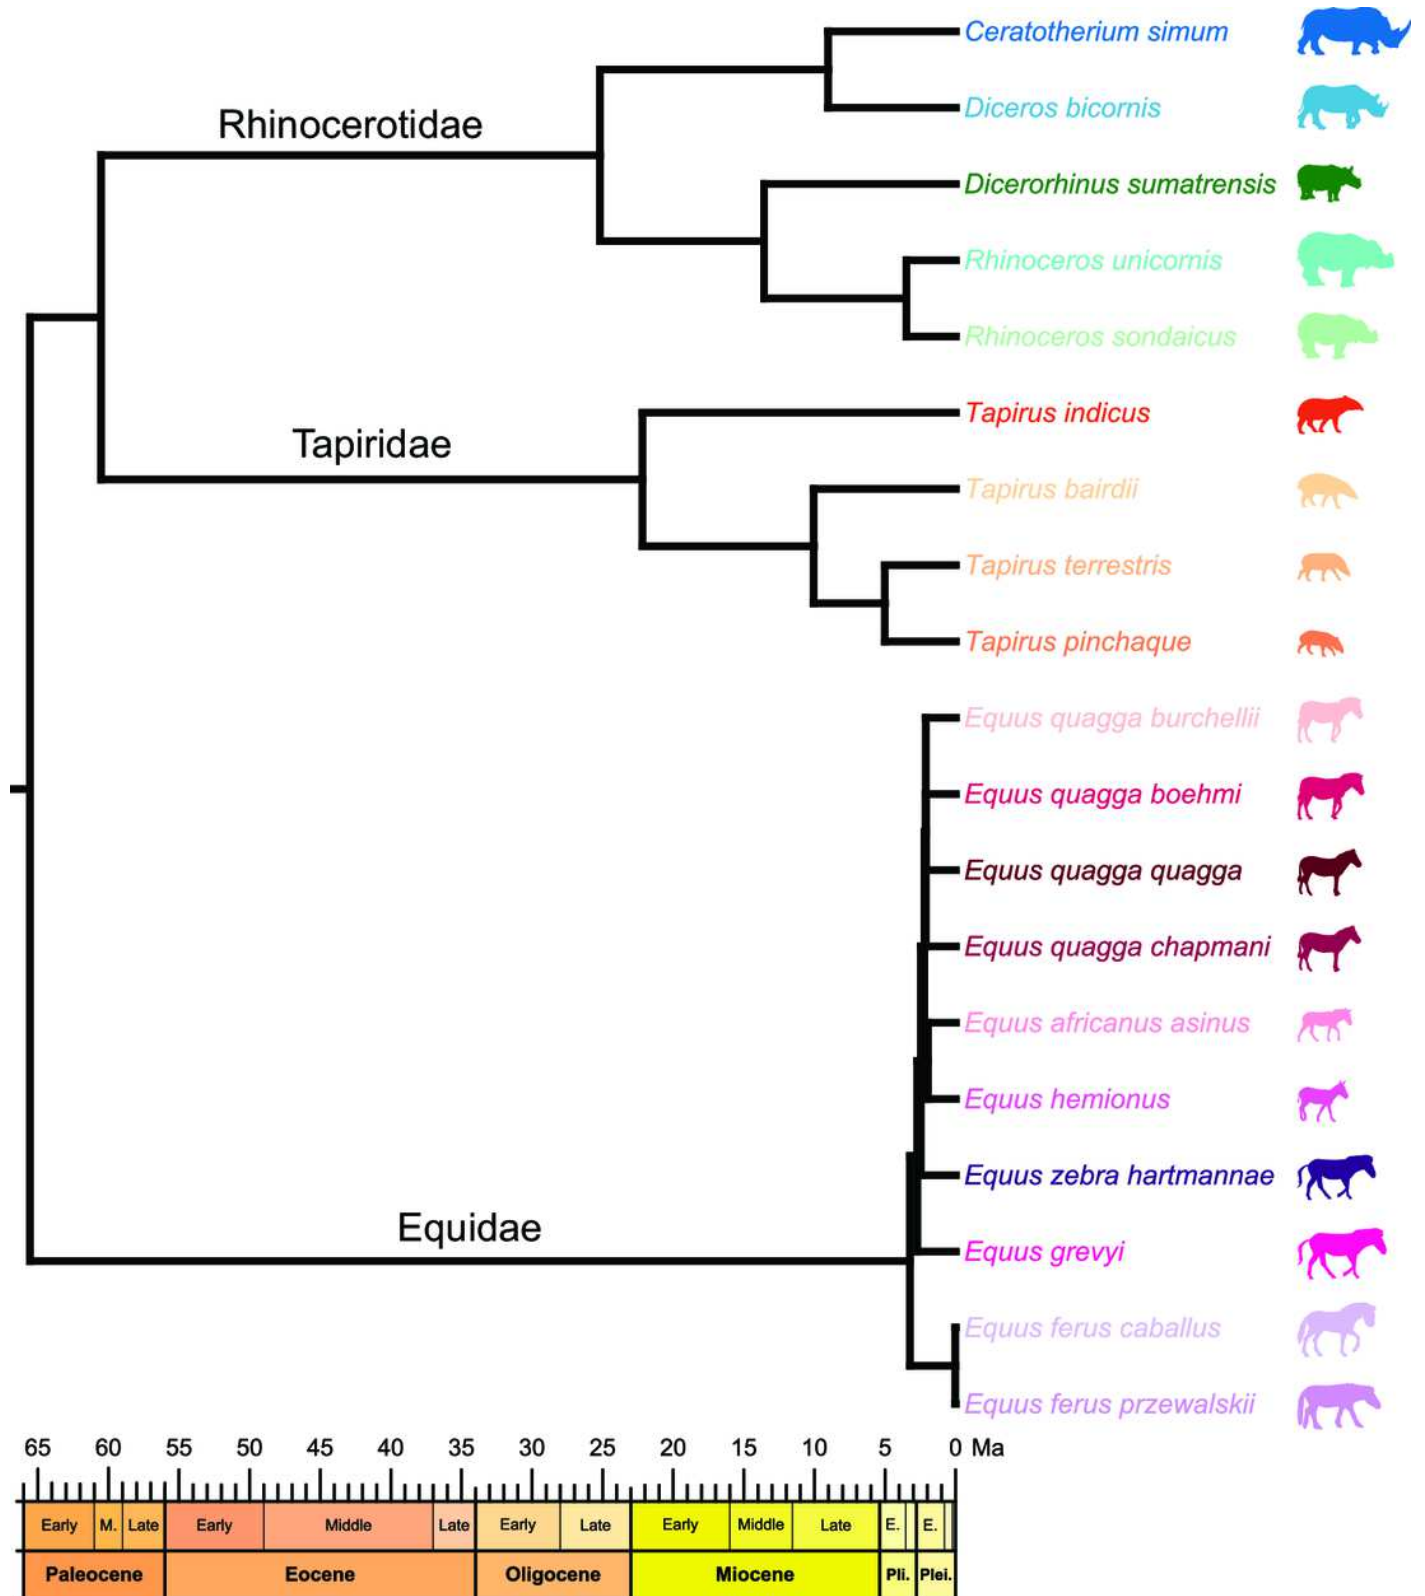 Ceratotherium simum
Rhinocerotidae
Diceros bicornis
Dicerorhinus sumatrensis
Rhinoceros unicornis
Rhinoceros sondaicus
Tapirus indicus
Tapiridae
Tapirus bairdii
Tapirus terrestris
Tapirus pinchaque
Equus quagga burchellii
Equus quagga boehmi
Equus quagga quagga
Equus quagga chapmani
Equus africanus asinus
Equus hemionus
Equus zebra hartmannae
Equidae
Equus grevyi
Equus ferus caballus
Equus ferus przewalskii
65 60 55 50 45 40 35 30 25 20 15 10 5 0 Ma
Early M. Late Early Middle Late Early Late Early Middle Late E. E.
Paleocene Eocene Oligocene Miocene Pli. Plei.